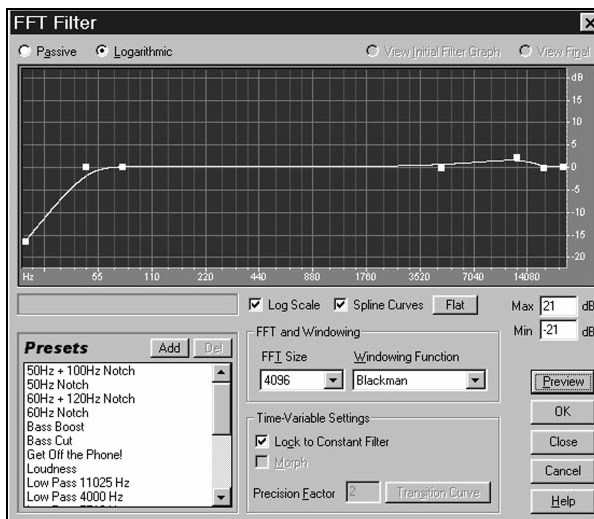 FFT Filter
Passive Logarithmic View Initial Filter Graph View Final
dB
15
10
5
0
-5
-10
-15
-20
Hz 55 110 220 440 880 1760 3520 7040 14080
Log Scale Spline Curves Flat Max 21 dB
Min -21 dB
Presets Add Del
50Hz + 100Hz Notch
50Hz Notch
60Hz + 120Hz Notch
60Hz Notch
Bass Boost
Bass Cut
Get Off the Phone!
Loudness
Low Pass 11025 Hz
Low Pass 4000 Hz
FFT and Windowing
FFT Size Windowing Function
4096 Blackman
Time-Variable Settings
Lock to Constant Filter
Morph
Precision Factor 2 Transition Curve
Preview
OK
Close
Cancel
Help